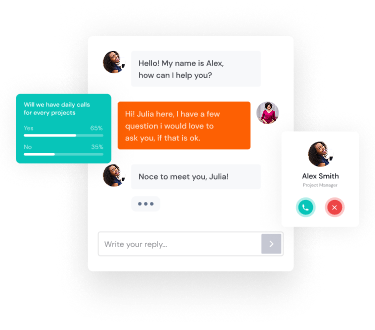 Hello! My name is Alex,
how can I help you?
Will we have daily calls
for every projects
Yes 65%
No 35%
Hi! Julia here, I have a few
question i would love to
ask you, if that is ok.
Noce to meet you, Julia!
Alex Smith
Project Manager
Write your reply...